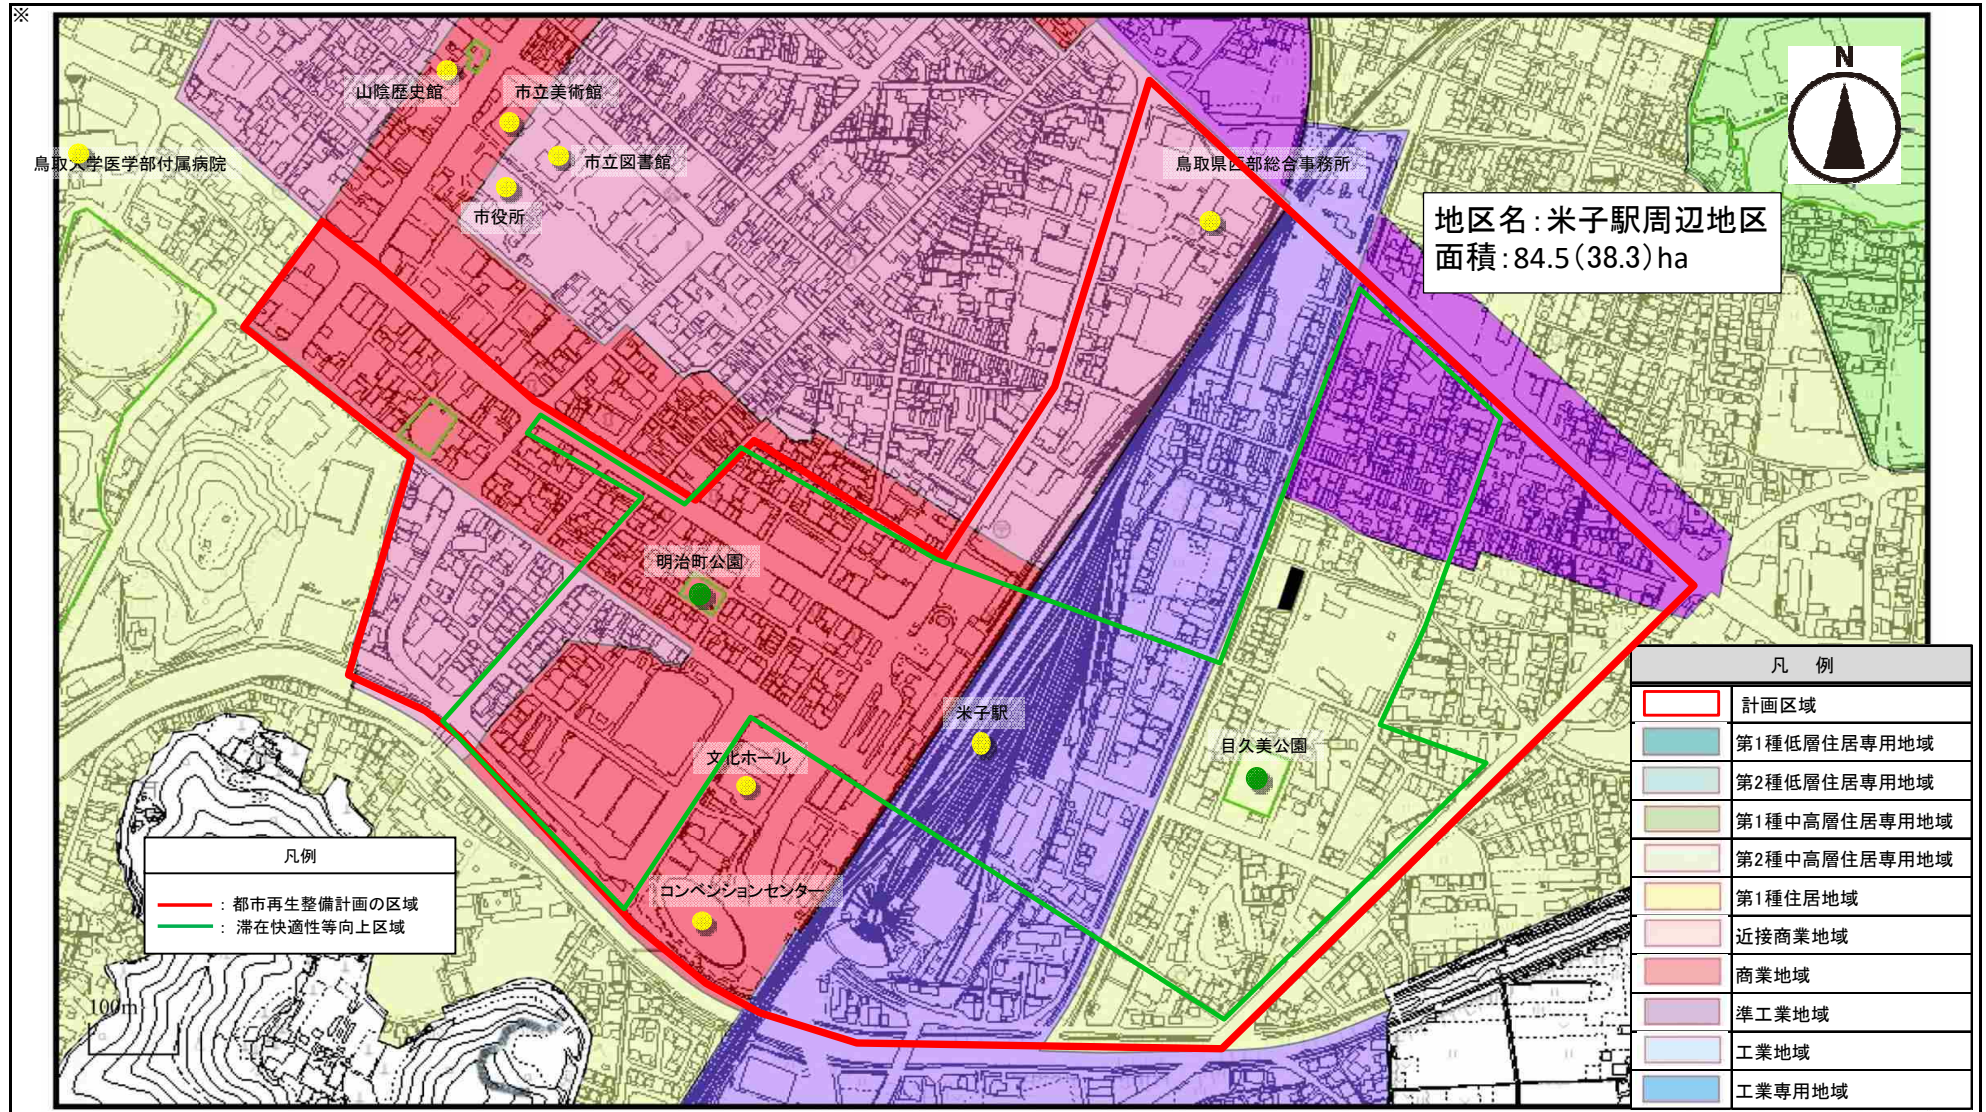 ※
N
山陰歴史館
市立美術館
鳥取大学医学部付属病院
市立図書館
鳥取県西部総合事務所
市役所
地区名:米子駅周辺地区
面積:84.5(38.3)ha
明治町公園
米子駅
目久美公園
文化ホール
コンベンションセンター
凡例
: 都市再生整備計画の区域
: 滞在快適性等向上区域
100m
凡 例
計画区域
第1種低層住居専用地域
第2種低層住居専用地域
第1種中高層住居専用地域
第2種中高層住居専用地域
第1種住居地域
近接商業地域
商業地域
準工業地域
工業地域
工業専用地域